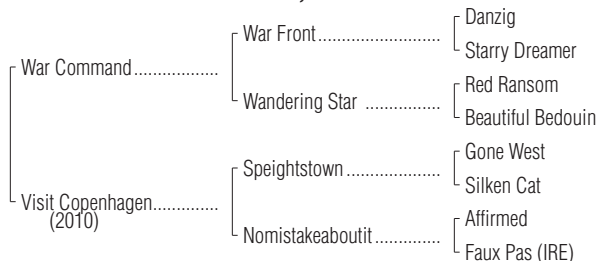 Danzig
War Front....................
Starry Dreamer
War Command.................
Red Ransom
Wandering Star ...............
Beautiful Bedouin
Gone West
Speightstown...................
Silken Cat
Visit Copenhagen.............
(2010)
Affirmed
Nomistakeaboutit.............
Faux Pas (IRE)